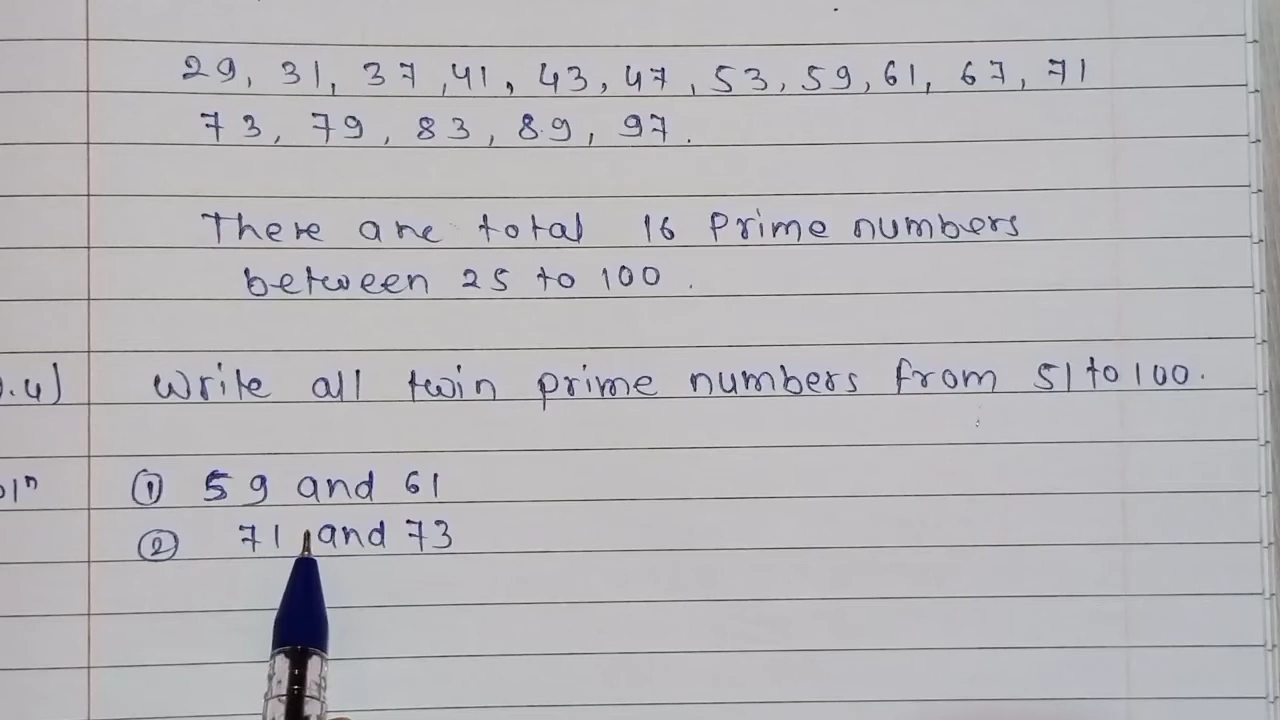 29, 31, 37, 41, 43, 47, 53, 59, 61, 67, 71
73, 79, 83, 89, 97.
There are total 16 Prime numbers
between 25 to 100.
.4) Write all twin prime numbers from 51 to 100.
① 59 and 61
② 71 and 73